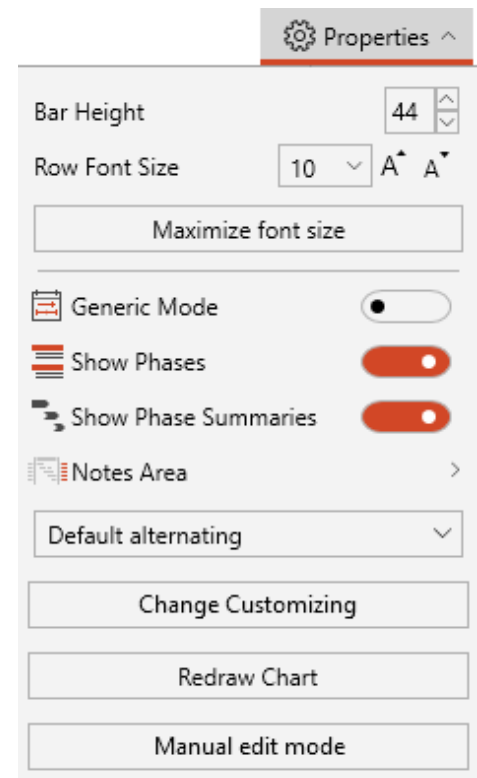 Properties
Bar Height 44
Row Font Size 10 A A
Maximize font size
Generic Mode
Show Phases
Show Phase Summaries
Notes Area
Default alternating
Change Customizing
Redraw Chart
Manual edit mode